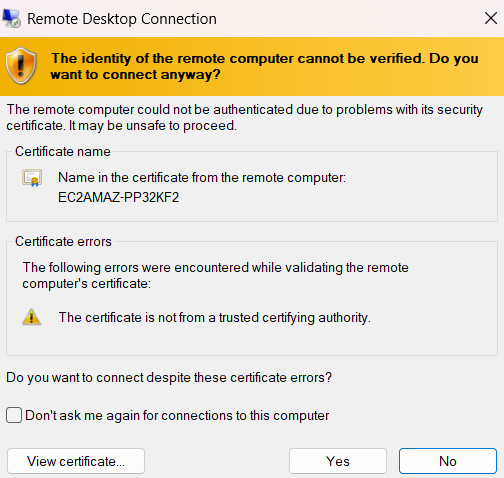 Remote Desktop Connection
The identity of the remote computer cannot be verified. Do you
want to connect anyway?
The remote computer could not be authenticated due to problems with its security
certificate. It may be unsafe to proceed.
Certificate name
Name in the certificate from the remote computer:
EC2AMAZ-PP32KF2
Certificate errors
The following errors were encountered while validating the remote
computer's certificate:
The certificate is not from a trusted certifying authority.
Do you want to connect despite these certificate errors?
Don't ask me again for connections to this computer
View certificate... Yes No